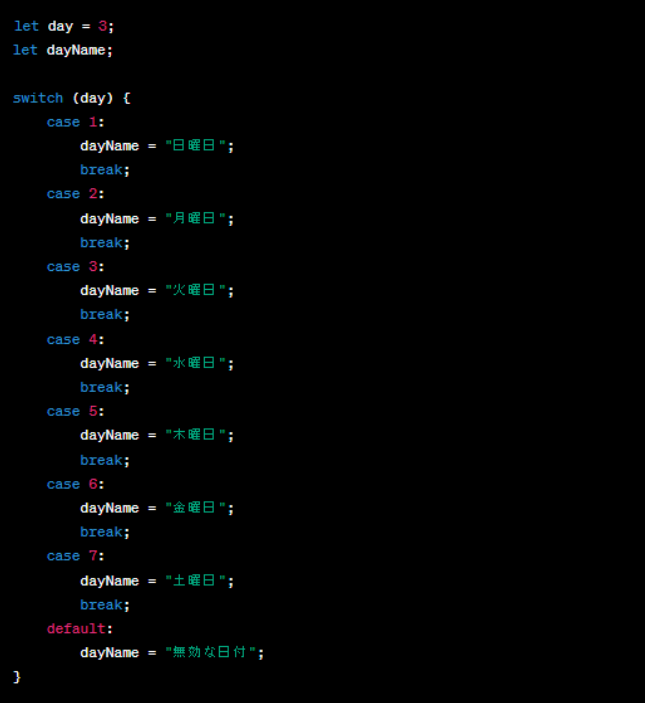 let day = 3;
let dayName;

switch (day) {
    case 1:
        dayName = "日曜日";
        break;
    case 2:
        dayName = "月曜日";
        break;
    case 3:
        dayName = "火曜日";
        break;
    case 4:
        dayName = "水曜日";
        break;
    case 5:
        dayName = "木曜日";
        break;
    case 6:
        dayName = "金曜日";
        break;
    case 7:
        dayName = "土曜日";
        break;
    default:
        dayName = "無効な日付";
}